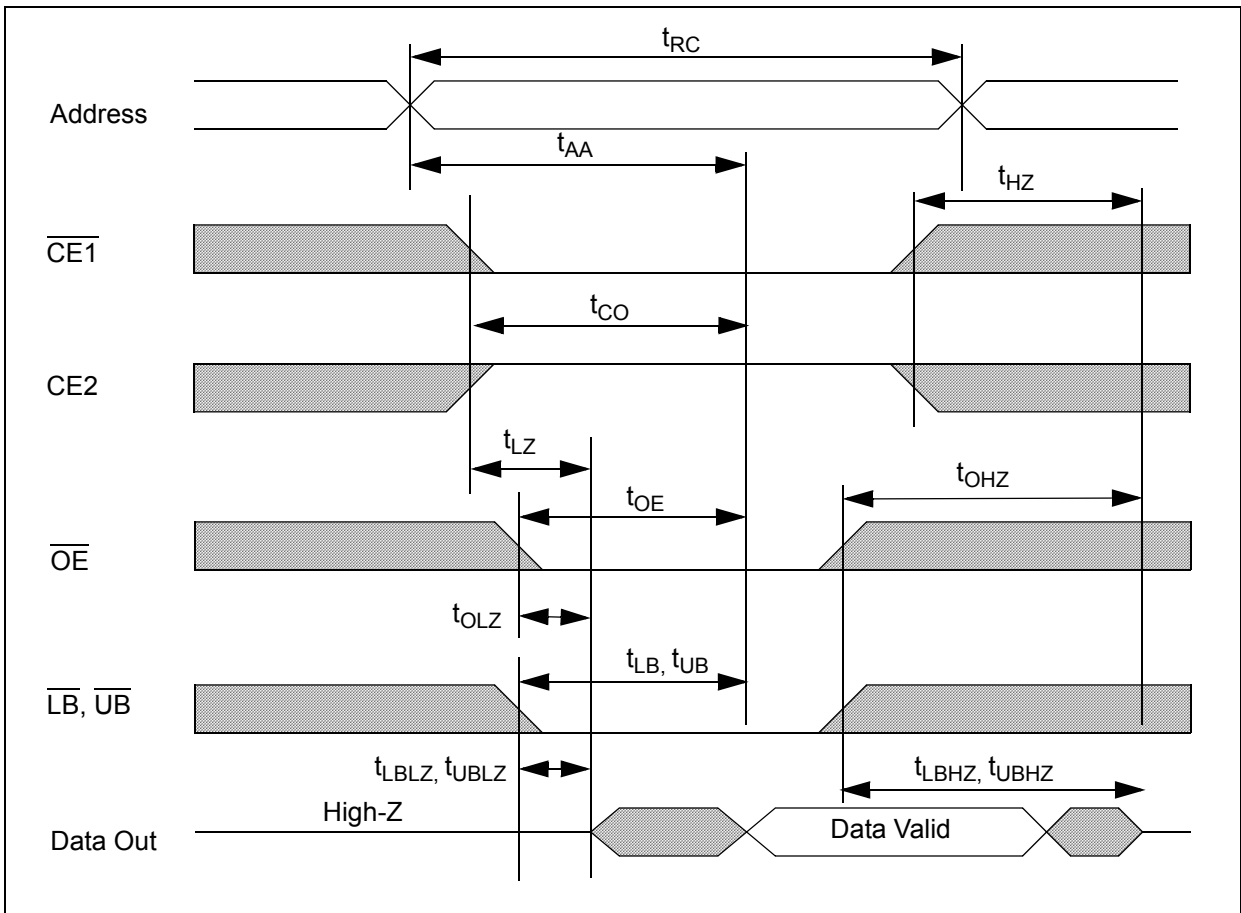 tRC
Address
tAA
tHZ
CE1
tCO
CE2
tLZ
tOHZ
tOE
OE
tOLZ
tLB, tUB
LB, UB
tLBLZ, tUBLZ
tLBHZ, tUBHZ
High-Z
Data Valid
Data Out